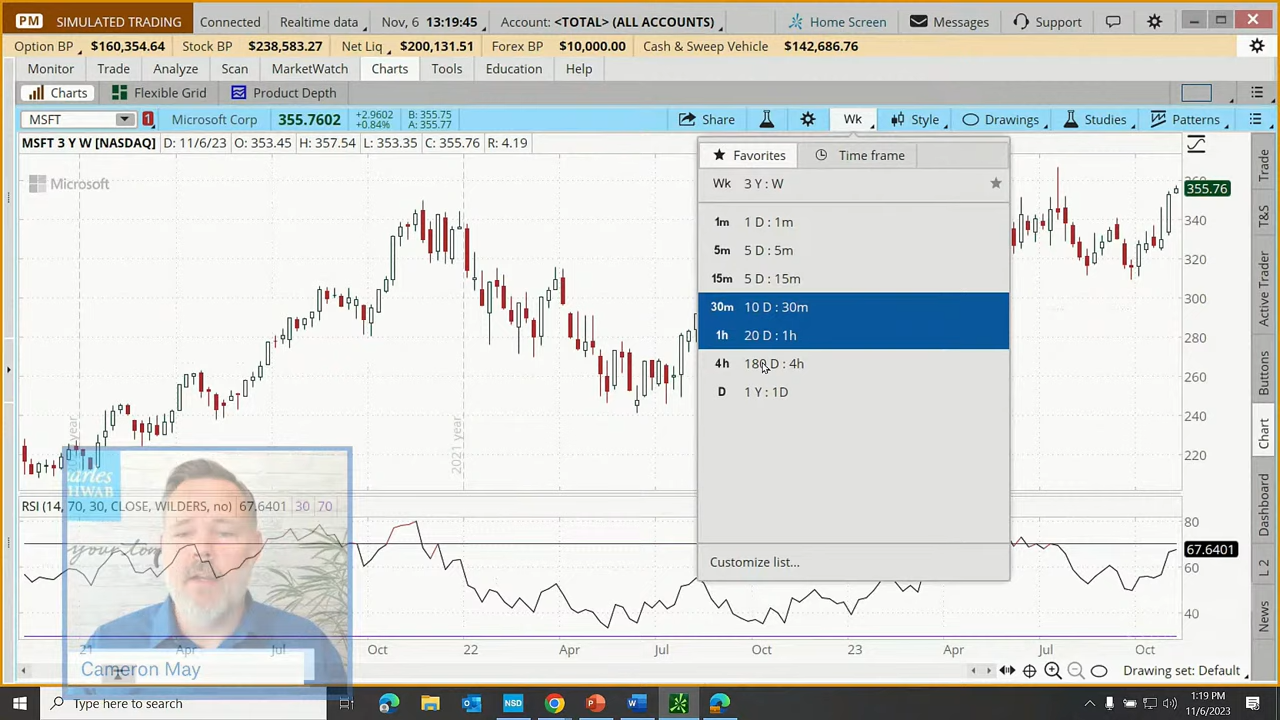 PM SIMULATED TRADING Connected Realtime data Nov, 6 13:19:45 Account: <TOTAL> (ALL ACCOUNTS) Home Screen Messages Support
Option BP $160,354.64 Stock BP $238,583.27 Net Liq $200,131.51 Forex BP $10,000.00 Cash & Sweep Vehicle $142,686.76
Monitor Trade Analyze Scan MarketWatch Charts Tools Education Help
Charts Flexible Grid Product Depth
MSFT 1 Microsoft Corp 355.7602 +2.9602 +0.84% B: 355.75 A: 355.77 Share Wk Style Drawings Studies Patterns
MSFT 3 Y W [NASDAQ] D: 11/6/23 O: 353.45 H: 357.54 L: 353.35 C: 355.76 R: 4.19
Microsoft
Favorites Time frame
Wk 3 Y : W
1m 1 D : 1m
5m 5 D : 5m
15m 5 D : 15m
30m 10 D : 30m
1h 20 D : 1h
4h 180 D : 4h
D 1 Y : 1D
Customize list...
360
355.76
340
320
300
280
260
240
220
2021 year
RSI (14, 70, 30, CLOSE, WILDERS, no) 67.6401 30 70
80
67.6401
60
40
21 Apr Jul Oct 22 Apr Jul Oct 23 Apr Jul Oct
Drawing set: Default
Trade
T&S
Active Trader
Buttons
Chart
Dashboard
L 2
News
Cameron May
Type here to search
NSD
1:19 PM
11/6/2023